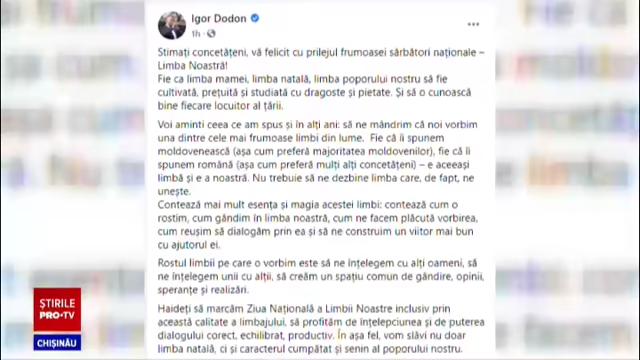 Igor Dodon
1h
Stimați concetățeni, vă felicit cu prilejul frumoasei sărbători naționale –
Limba Noastră!
Fie ca limba mamei, limba natală, limba poporului nostru să fie
cultivată, prețuită și studiată cu dragoste și pietate. Și să o cunoască
bine fiecare locuitor al țării.
Voi aminti ceea ce am spus și în alți ani: să ne mândrim că noi vorbim
una dintre cele mai frumoase limbi din lume. Fie că îi spunem
moldovenească (așa cum preferă majoritatea moldovenilor), fie că îi
spunem română (așa cum preferă mulți alți concetățeni) – e aceeași
limbă și e a noastră. Nu trebuie să ne dezbine limba care, de fapt, ne
unește.
Contează mai mult esența și magia acestei limbi: contează cum o
rostim, cum gândim în limba noastră, cum ne facem plăcută vorbirea,
cum reușim să dialogăm prin ea și să ne construim un viitor mai bun
cu ajutorul ei.
Rostul limbii pe care o vorbim este să ne înțelegem cu alți oameni, să
ne înțelegem unii cu alții, să creăm un spațiu comun de gândire, opinii,
speranțe și realizări.
Haideți să marcăm Ziua Națională a Limbii Noastre inclusiv prin
această calitate a limbajului, să profităm de înțelepciunea și de puterea
dialogului corect, echilibrat, productiv. În așa fel, vom slăvi nu doar
limba natală, ci și caracterul cumpătat și senin al poporului nostru.
ȘTIRILE
PRO•TV
CHIȘINĂU